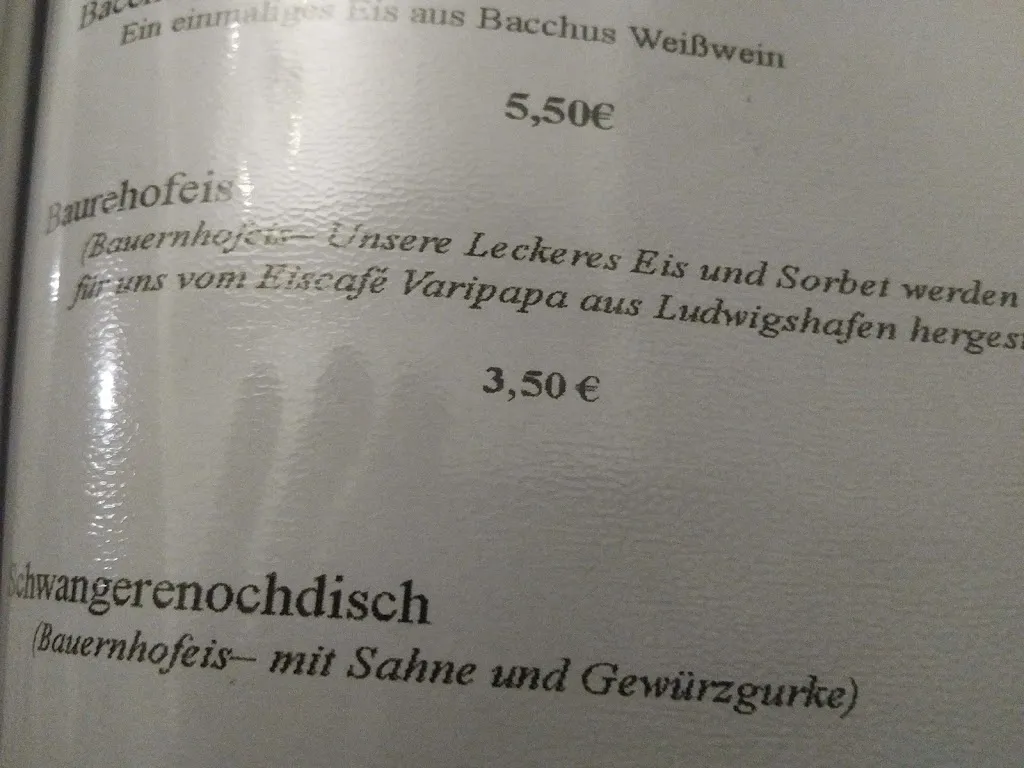 Ein einmaliges Eis aus Bacchus Weißwein
5,50€
Baurehofeis
(Bauernhofeis– Unsere Leckeres Eis und Sorbet werden
für uns vom Eiscafé Varipapa aus Ludwigshafen
3,50 €
Schwangerenochdisch
(Bauernhofeis– mit Sahne und Gewürzgurke)